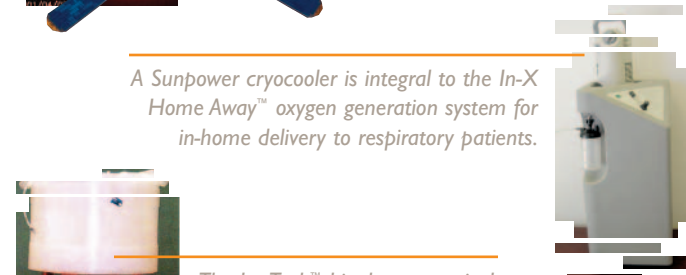 A Sunpower cryocooler is integral to the In-X
Home Away™ oxygen generation system for
in-home delivery to respiratory patients.